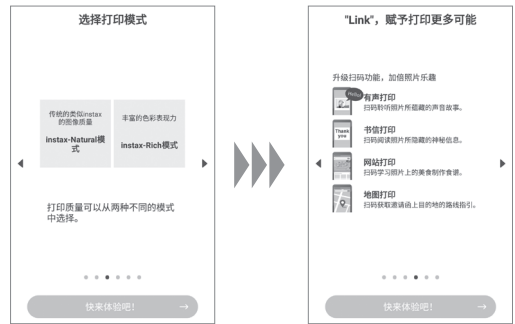 选择打印模式
传统的类似instax
的图像质量
instax-Natural模
式
丰富的色彩表现力
instax-Rich模式
打印质量可以从两种不同的模式
中选择。
快来体验吧! →
"Link"，赋予打印更多可能
升级扫码功能，加倍照片乐趣
Hello!
有声打印
扫码聆听照片所蕴藏的声音故事。
Thank
you
书信打印
扫码阅读照片所隐藏的神秘信息。
网站打印
扫码学习照片上的美食制作食谱。
地图打印
扫码获取邀请函上目的地的路线指引。
快来体验吧! →